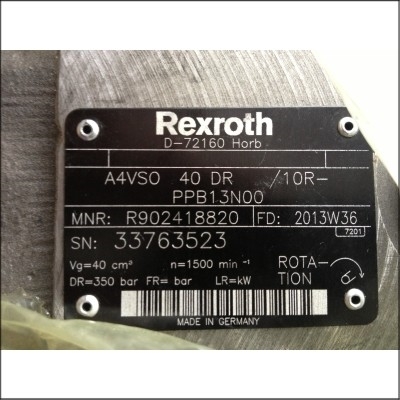 Rexroth
D-72160 Horb
A4VSO 40 DR /10R-
PPB13N00
MNR: R902418820 FD: 2013W36
7201
SN: 33763523
Vg=40 cm³ n=1500 min⁻¹ ROTA-
TION
DR=350 bar FR= bar LR=kW
MADE IN GERMANY